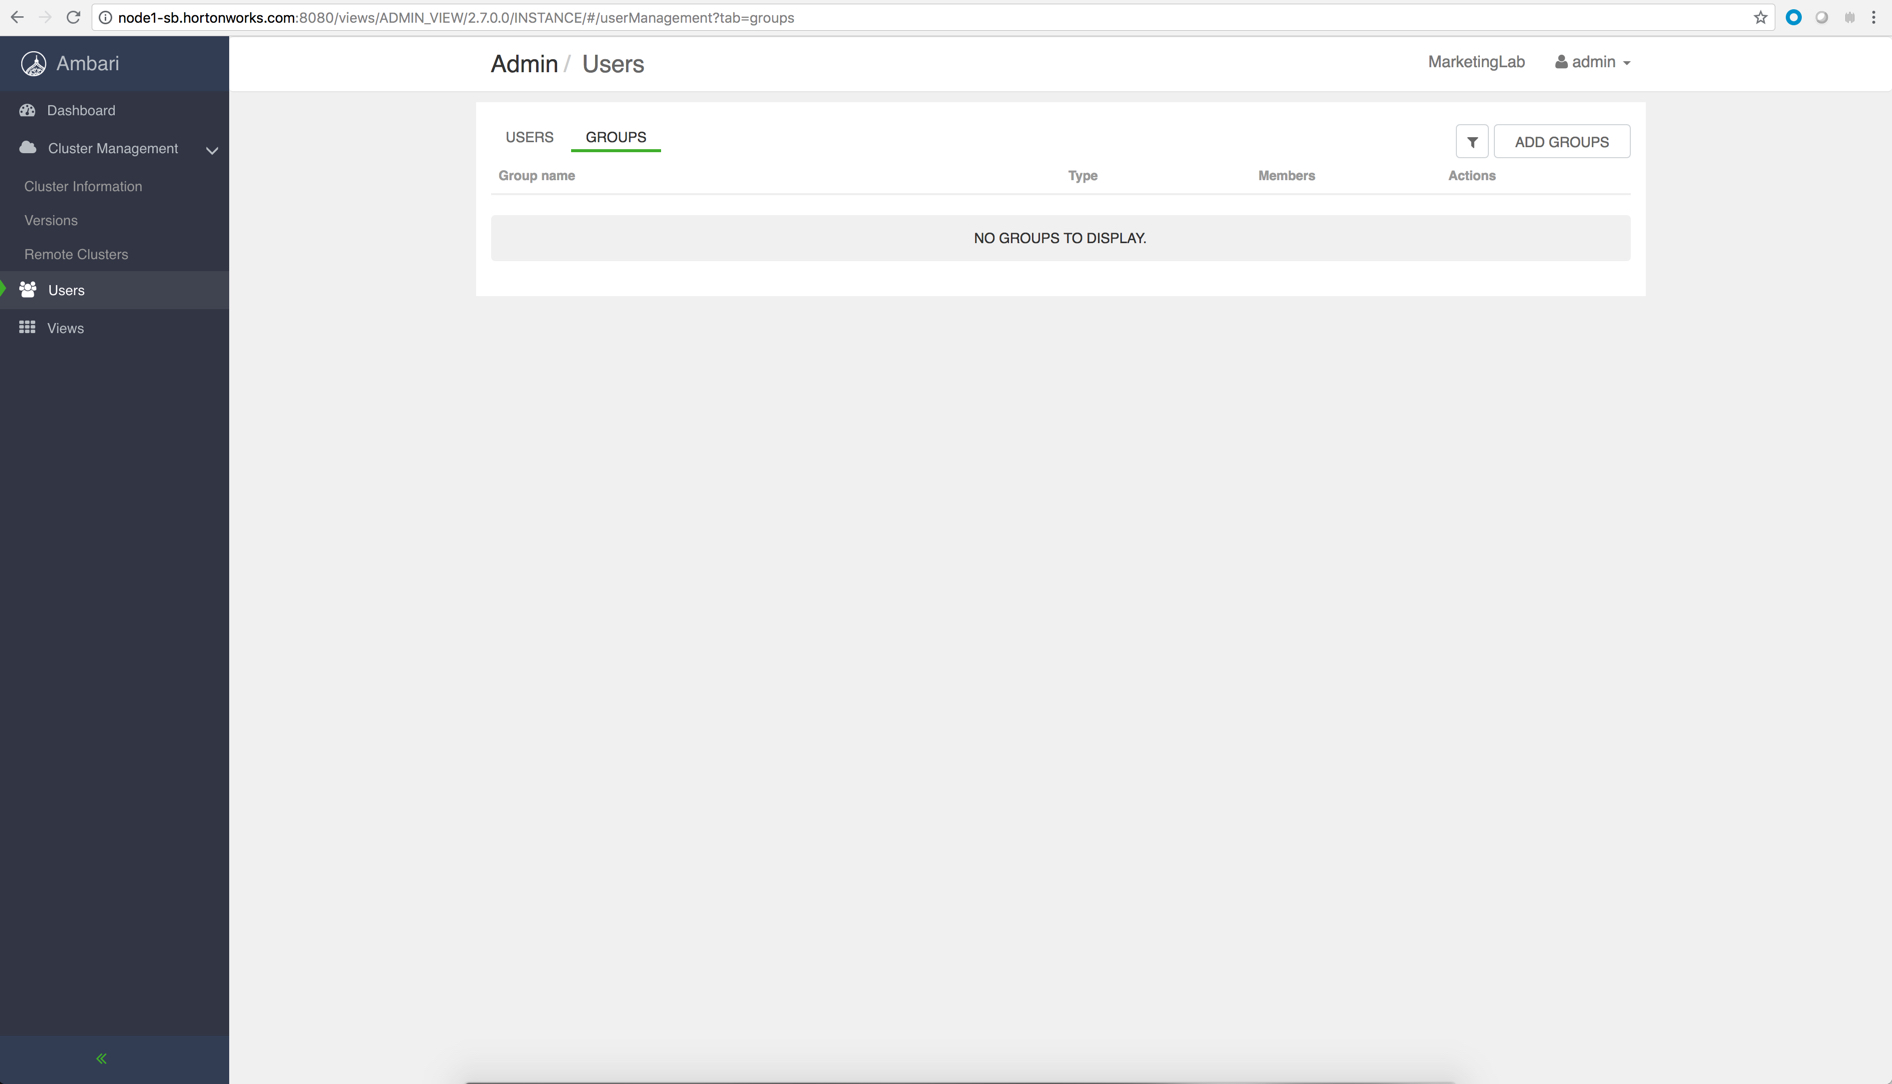 node1-sb.hortonworks.com:8080/views/ADMIN_VIEW/2.7.0.0/INSTANCE/#/userManagement?tab=groups
Ambari
Admin / Users
MarketingLab
admin
Dashboard
Cluster Management
Cluster Information
Versions
Remote Clusters
Users
Views
USERS
GROUPS
ADD GROUPS
Group name
Type
Members
Actions
NO GROUPS TO DISPLAY.